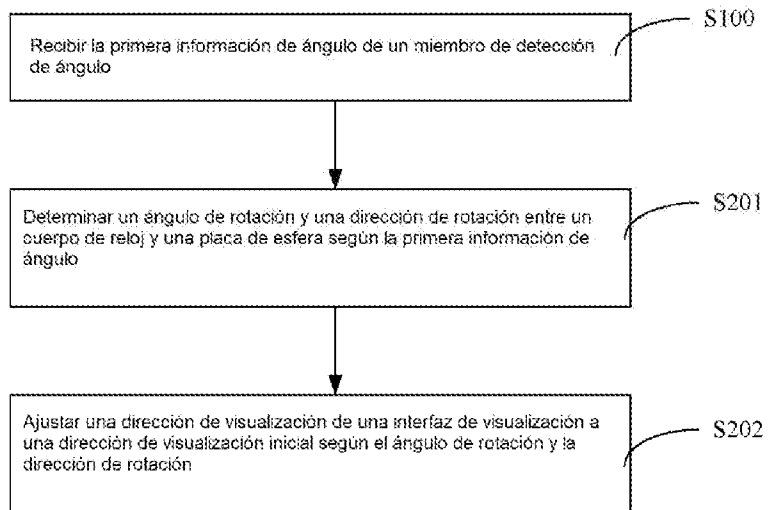 S100
Recibir la primera información de ángulo de un miembro de detección
de ángulo
S201
Determinar un ángulo de rotación y una dirección de rotación entre un
cuerpo de reloj y una placa de esfera según la primera información de
ángulo
Ajustar una dirección de visualización de una interfaz de visualización a
una dirección de visualización inicial según el ángulo de rotación y la
dirección de rotación
S202